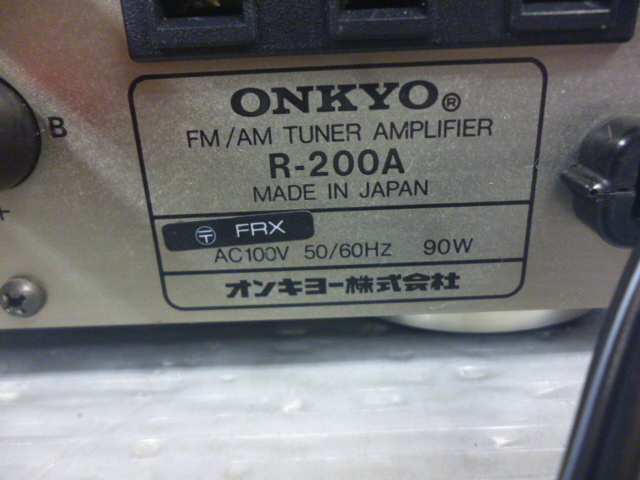 B
ONKYO®
FM/AM TUNER AMPLIFIER
R-200A
MADE IN JAPAN
〒 FRX
AC100V 50/60Hz 90W
オンキヨー株式会社
+